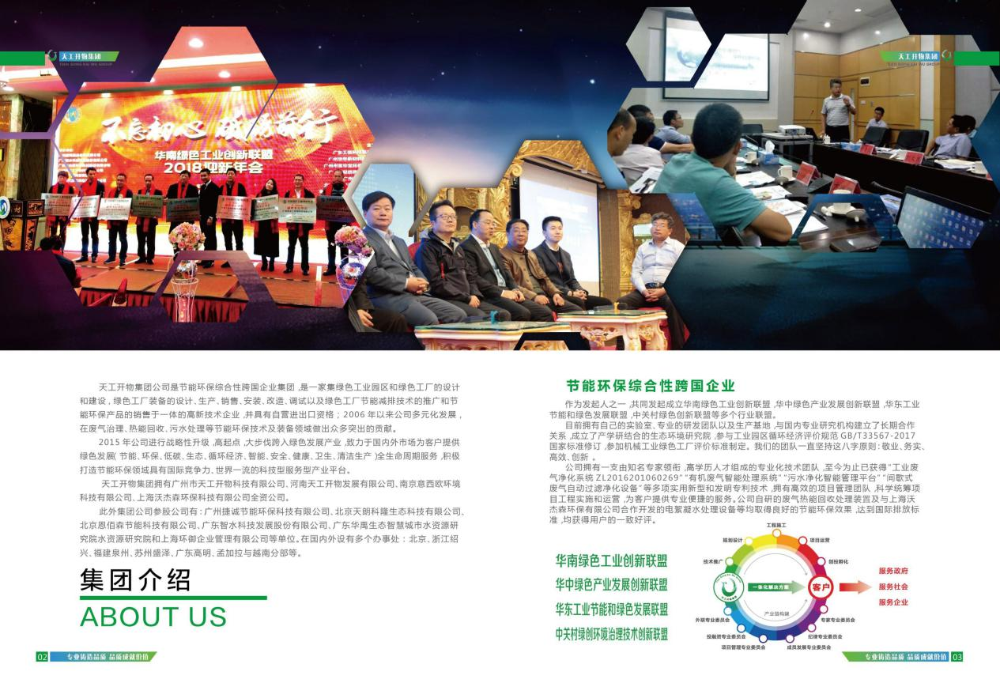 天工开物集团
TIAN GONG KAI WU GROUP
天工开物集团
TIAN GONG KAI WU GROUP
不忘初心 砥砺前行
华南绿色工业创新联盟
2018迎新年会
天工开物集团公司是节能环保综合性跨国企业集团,是一家集绿色工业园区和绿色工厂的设计
和建设,绿色工厂装备的设计、生产、销售、安装、改造、调试以及绿色工厂节能减排技术的推广和节
能环保产品的销售于一体的高新技术企业,并具有自营进出口资格;2006年以来公司多元化发展,
在废气治理、热能回收、污水处理等节能环保技术及装备领域做出众多突出的贡献。
2015年公司进行战略性升级,高起点,大步伐跨入绿色发展产业,致力于国内外市场为客户提供
绿色发展(节能、环保、低碳、生态、循环经济、智能、安全、健康、卫生、清洁生产)全生命周期服务,积极
打造节能环保领域具有国际竞争力、世界一流的科技型服务型产业平台。
天工开物集团拥有广州市天工开物科技有限公司、河南天工开物发展有限公司、南京意西欧环境
科技有限公司、上海沃杰森环保科技有限公司全资公司。
此外集团公司参股公司有:广州捷诚节能环保科技有限公司、北京天朗科隆生态科技有限公司、
北京恩佰森节能科技有限公司、广东智水科技发展股份有限公司、广东华禹生态智慧城市水资源研
究院水资源研究院和上海环御企业管理有限公司等单位。在国内外设有多个办事处:北京、浙江绍
兴、福建泉州、苏州盛泽、广东高明、孟加拉与越南分部等。
集团介绍
ABOUT US
02
专业铸造品质 品质成就价值
节能环保综合性跨国企业
作为发起人之一,共同发起成立华南绿色工业创新联盟,华中绿色产业发展创新联盟,华东工业
节能和绿色发展联盟,中关村绿色创新联盟等多个行业联盟。
目前拥有自己的实验室、专业的研发团队以及生产基地,与国内专业研究机构建立了长期合作
关系,成立了产学研结合的生态环境研究院,参与工业园区循环经济评价规范GB/T33567-2017
国家标准修订,参加机械工业绿色工厂评价标准制定。我们的团队一直坚持这八字原则:敬业、务实、
高效、创新。
公司拥有一支由知名专家领衔,高学历人才组成的专业化技术团队,至今为止已获得“工业废
气净化系统ZL2016201060269”“有机废气智能处理系统”“污水净化智能管理平台”“间歇式
废气自动过滤净化设备”等多项实用新型和发明专利技术,拥有高效的项目管理团队,科学统筹项
目工程实施和运营,为客户提供专业便捷的服务。公司自研的废气热能回收处理装置及与上海沃
杰森环保有限公司合作开发的电絮凝水处理设备等均取得良好的节能环保效果,达到国际排放标
准,均获得用户的一致好评。
华南绿色工业创新联盟
华中绿色产业发展创新联盟
华东工业节能和绿色发展联盟
中关村绿创环境治理技术创新联盟
工程施工
规划设计
项目运营
技术推广
创投孵化
一体化解决方案
客户
产业链构建
服务政府
服务社会
服务企业
外联专业委员会
专家专业委员会
投融资专业委员会
纪律专业委员会
项目管理专业委员会
成员发展专业委员会
专业铸造品质 品质成就价值
03